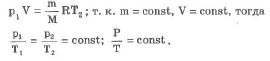 p₁V = m/M RT₂; т. к. m = const, V = const, тогда
p₁/T₁ = p₂/T₂ = const; P/T = const.